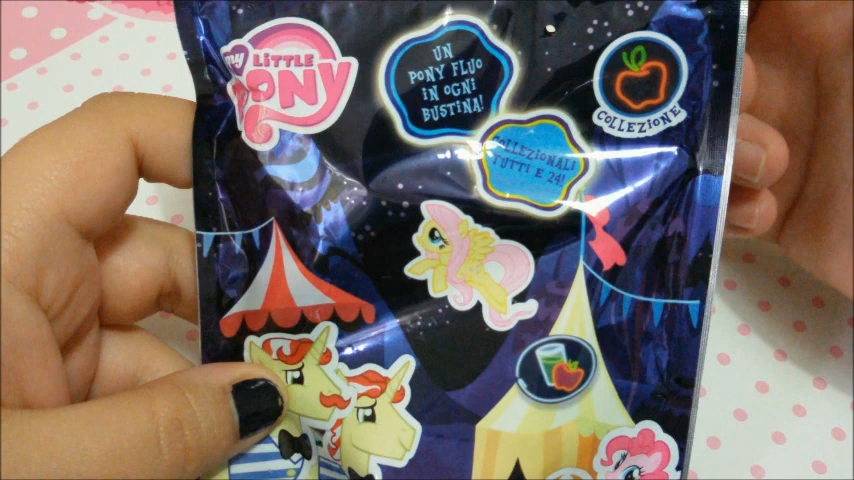 my
LITTLE
PONY
UN
PONY FLUO
IN OGNI
BUSTINA!
COLLEZIONE
COLLEZIONALI
TUTTI E 24!